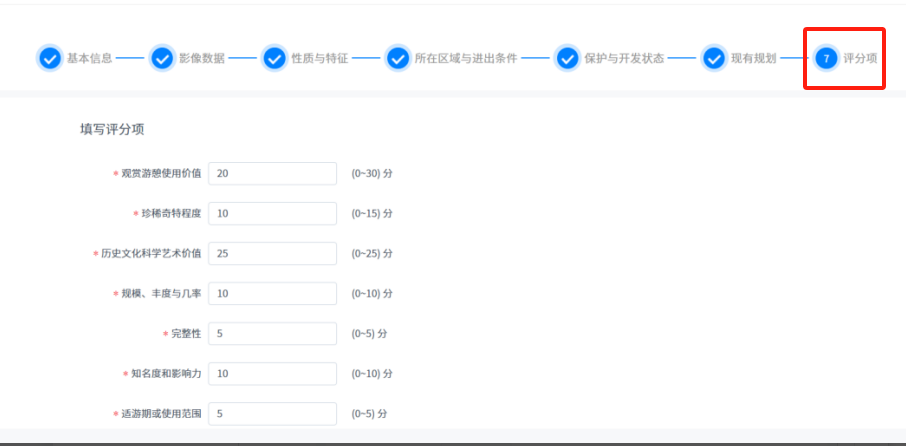 基本信息 影像数据 性质与特征 所在区域与进出条件 保护与开发状态 现有规划 7 评分项
填写评分项
* 观赏游憩使用价值 20 (0~30) 分
* 珍稀奇特程度 10 (0~15) 分
* 历史文化科学艺术价值 25 (0~25) 分
* 规模、丰度与几率 10 (0~10) 分
* 完整性 5 (0~5) 分
* 知名度和影响力 10 (0~10) 分
* 适游期或使用范围 5 (0~5) 分